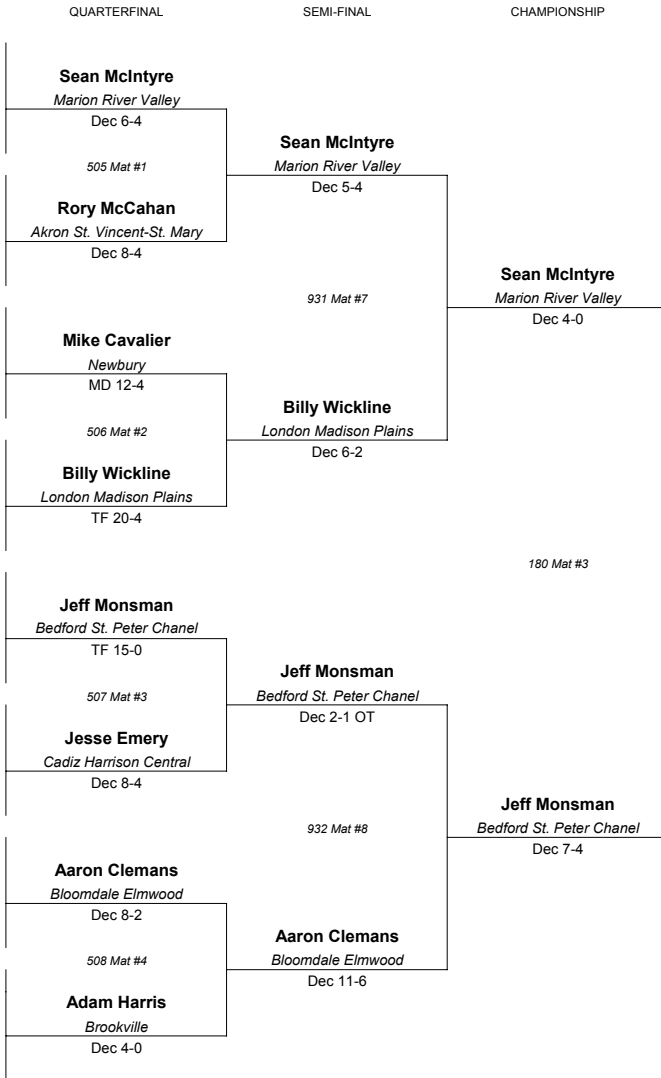 QUARTERFINAL SEMI-FINAL CHAMPIONSHIP
Sean McIntyre
Marion River Valley
Dec 6-4
505 Mat #1
Rory McCahan
Akron St. Vincent-St. Mary
Dec 8-4
Mike Cavalier
Newbury
MD 12-4
506 Mat #2
Billy Wickline
London Madison Plains
TF 20-4
Jeff Monsman
Bedford St. Peter Chanel
TF 15-0
507 Mat #3
Jesse Emery
Cadiz Harrison Central
Dec 8-4
Aaron Clemans
Bloomdale Elmwood
Dec 8-2
508 Mat #4
Adam Harris
Brookville
Dec 4-0
Sean McIntyre
Marion River Valley
Dec 5-4
931 Mat #7
Billy Wickline
London Madison Plains
Dec 6-2
Jeff Monsman
Bedford St. Peter Chanel
Dec 2-1 OT
932 Mat #8
Aaron Clemans
Bloomdale Elmwood
Dec 11-6
Sean McIntyre
Marion River Valley
Dec 4-0
180 Mat #3
Jeff Monsman
Bedford St. Peter Chanel
Dec 7-4